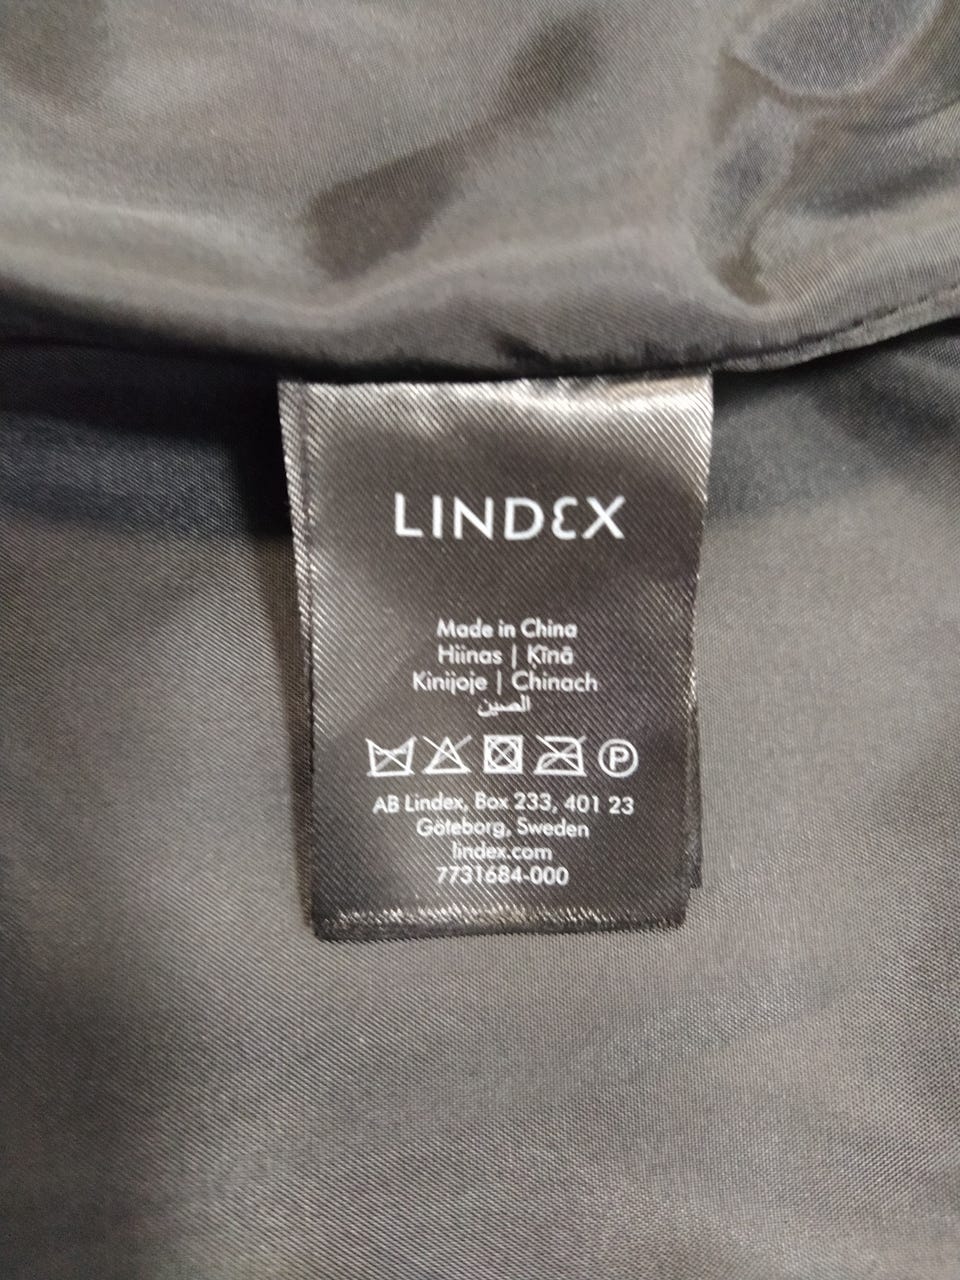 LINDEX
Made in China
Hiinas | Ķīnā
Kinijoje | Chinach
الصين
P
AB Lindex, Box 233, 401 23
Göteborg, Sweden
lindex.com
7731684-000